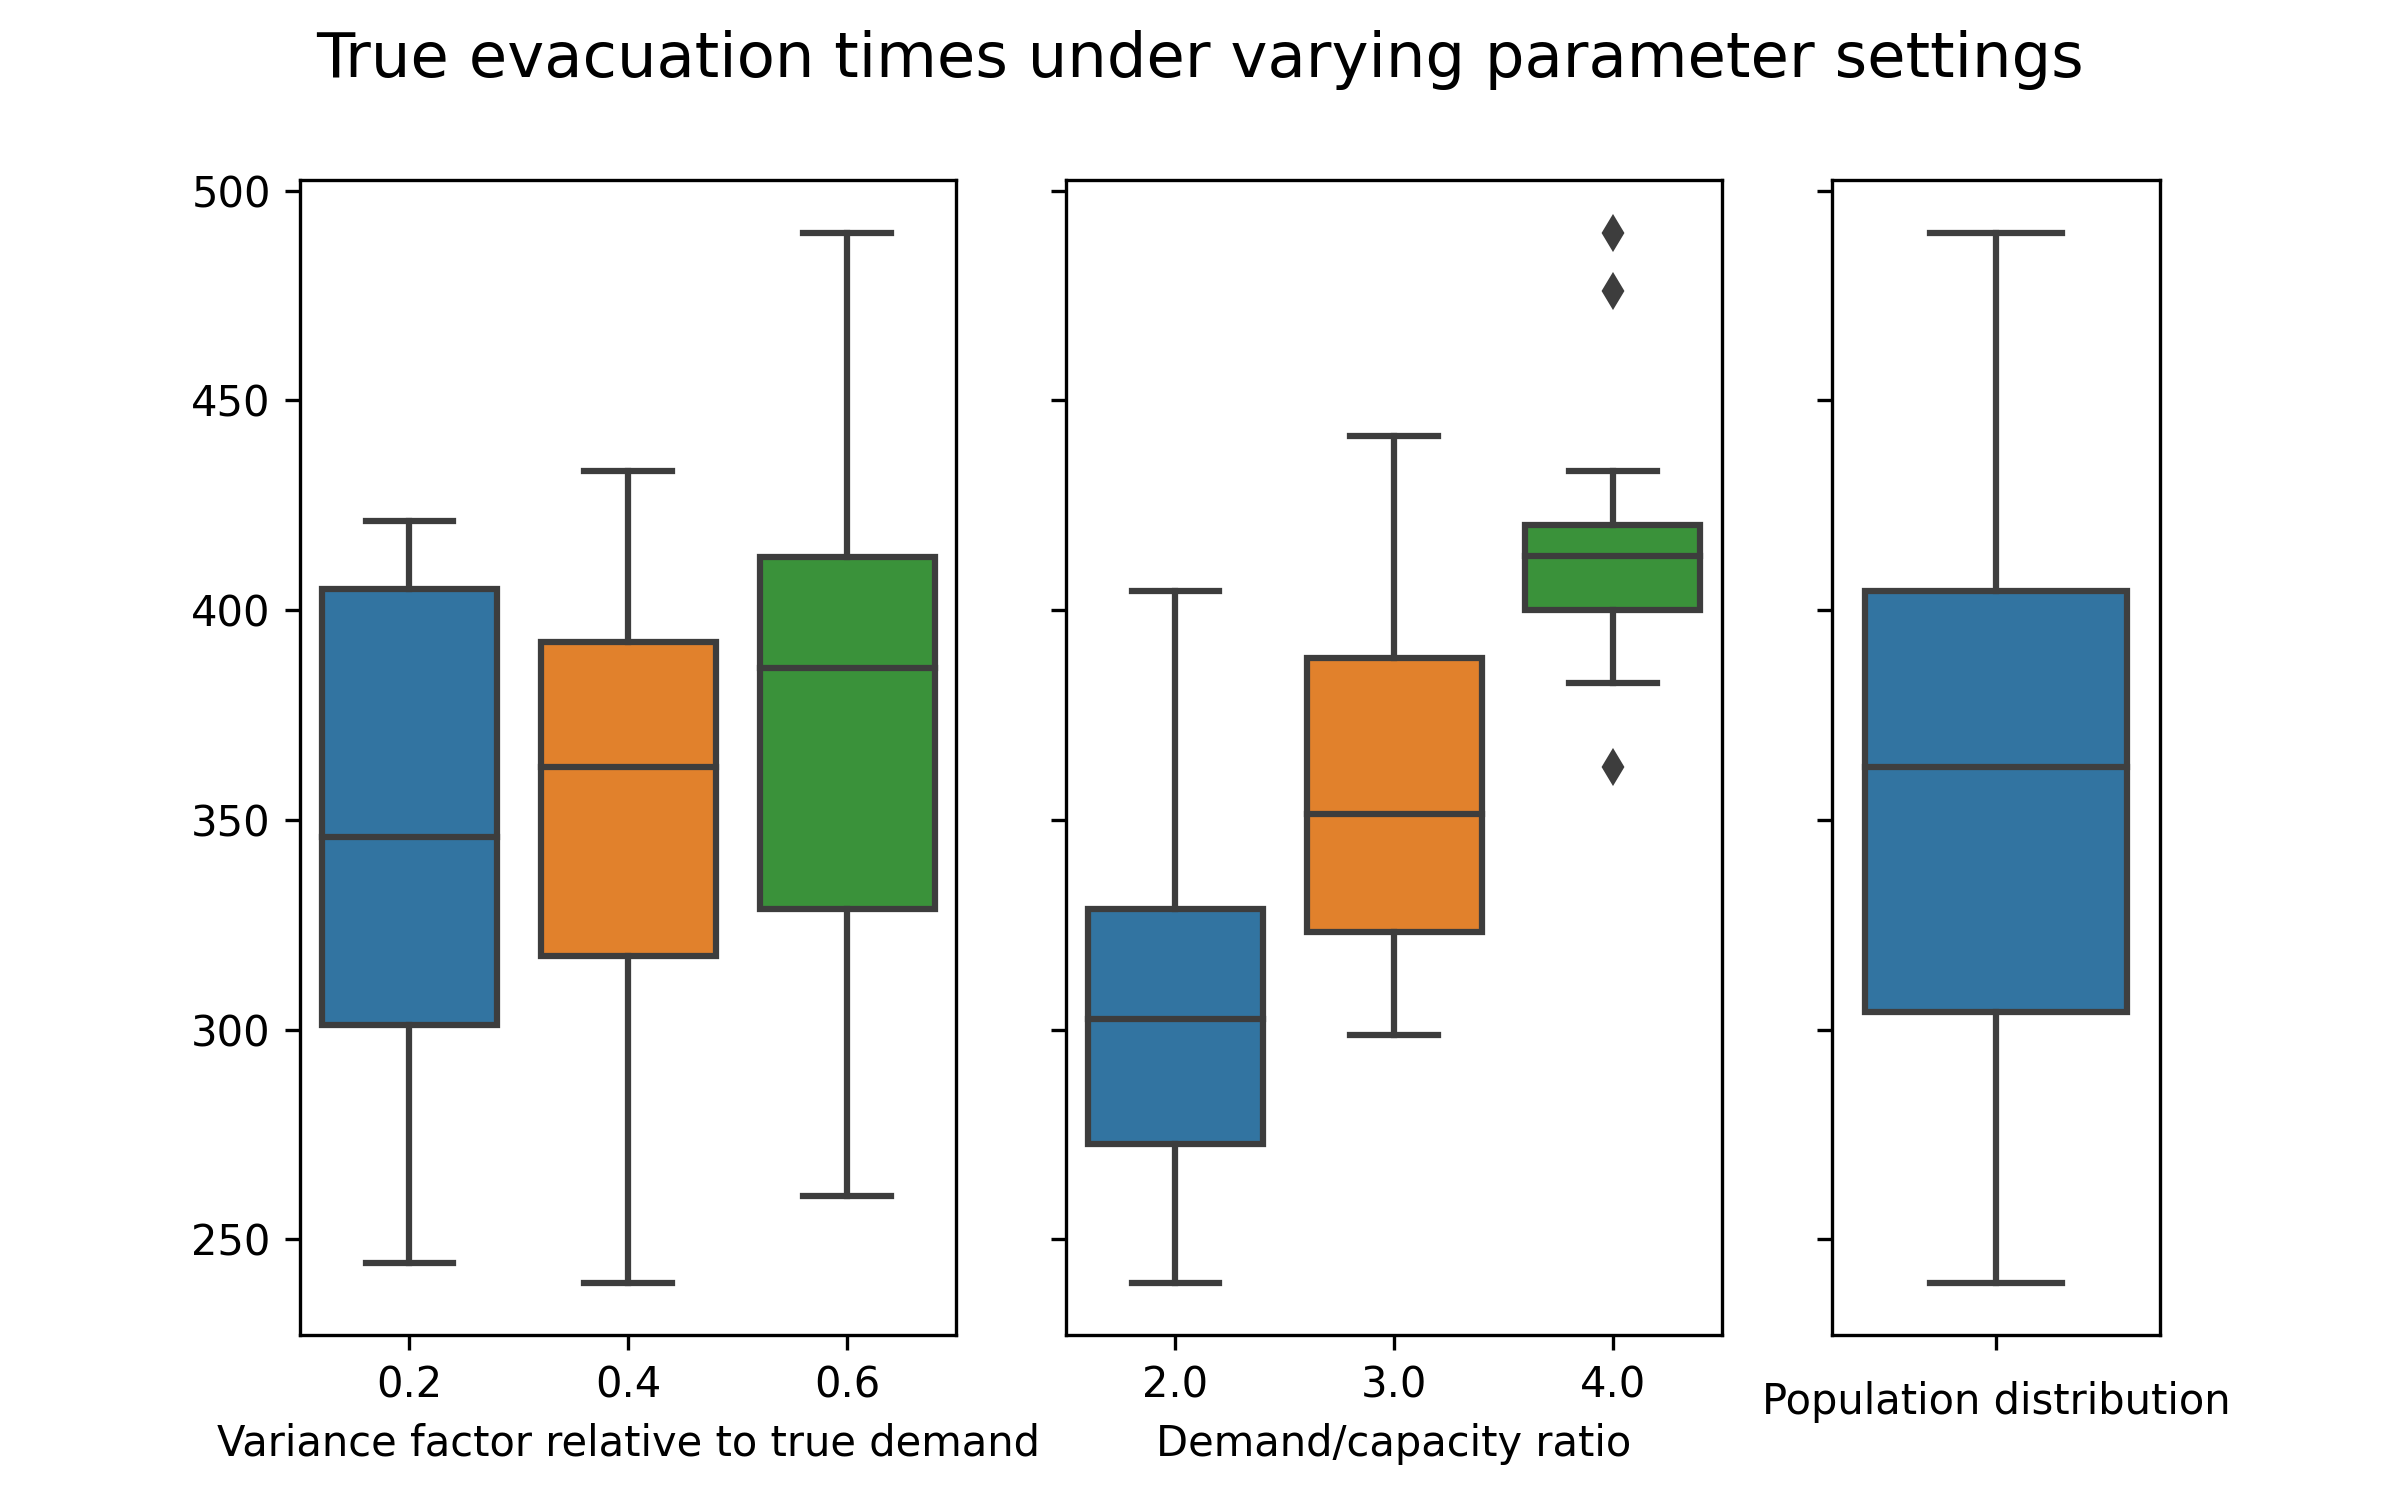 True evacuation times under varying parameter settings
500
450
400
350
300
250
0.2 0.4 0.6
Variance factor relative to true demand
2.0 3.0 4.0
Demand/capacity ratio
Population distribution